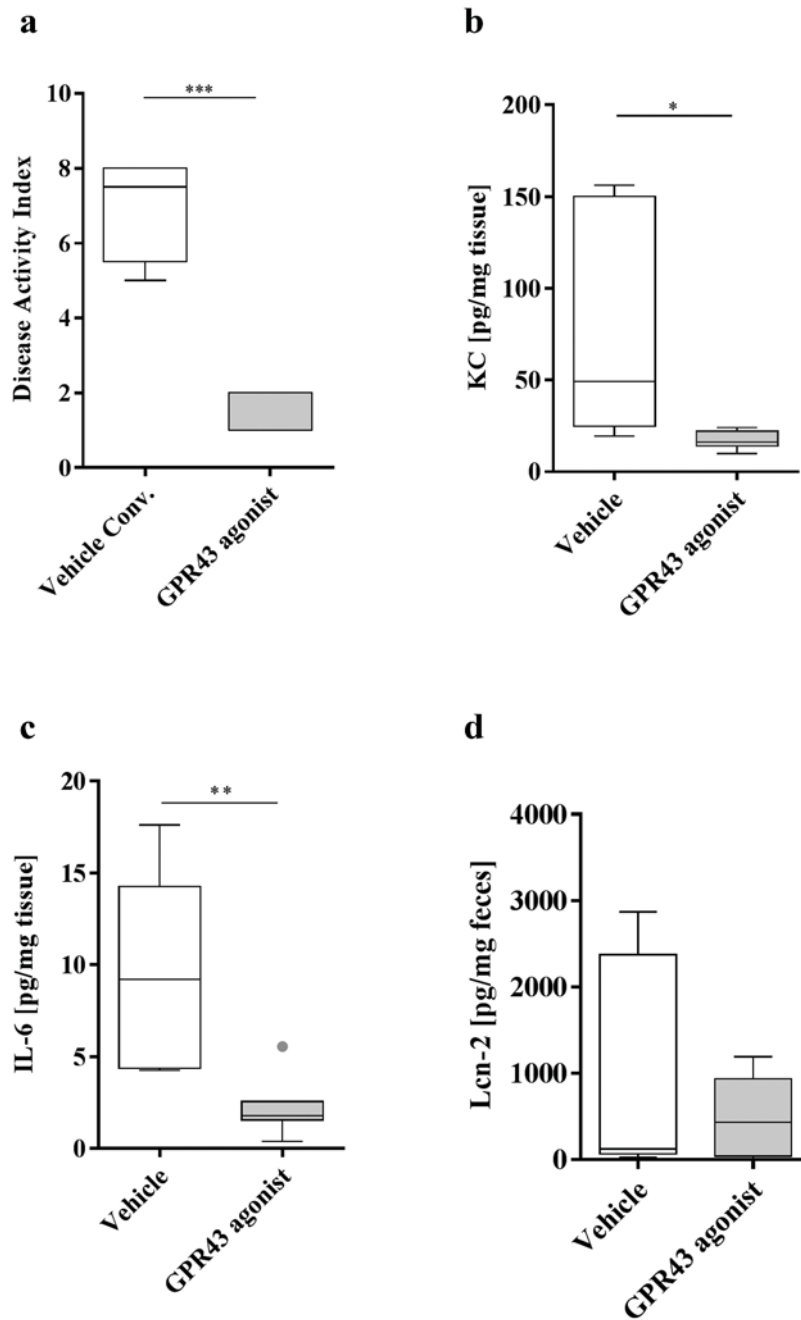 a
***
Disease Activity Index
10
8
6
4
2
0
Vehicle Conv.
GPR43 agonist
b
*
KC [pg/mg tissue]
200
150
100
50
0
Vehicle
GPR43 agonist
c
**
IL-6 [pg/mg tissue]
20
15
10
5
0
Vehicle
GPR43 agonist
d
Lcn-2 [pg/mg feces]
4000
3000
2000
1000
0
Vehicle
GPR43 agonist